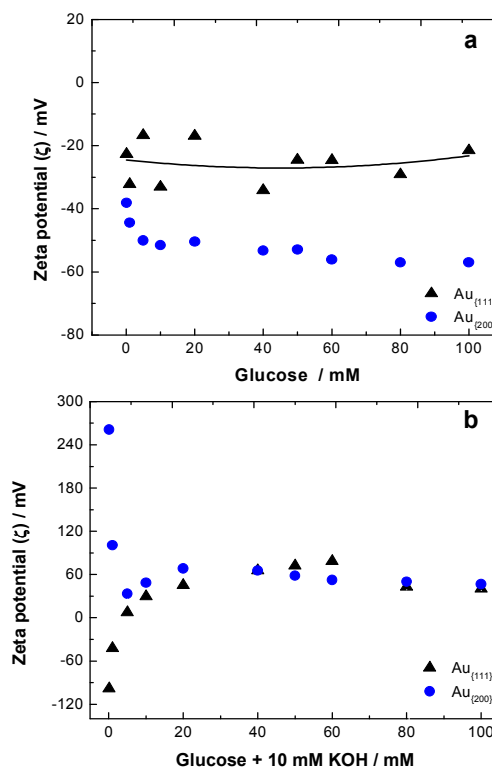 a
20
0
-20
-40
-60
-80
Zeta potential (ζ) / mV
Au{111}
Au{200}
0 20 40 60 80 100
Glucose / mM
b
300
240
180
120
60
0
-60
-120
Zeta potential (ζ) / mV
Au{111}
Au{200}
0 20 40 60 80 100
Glucose + 10 mM KOH / mM